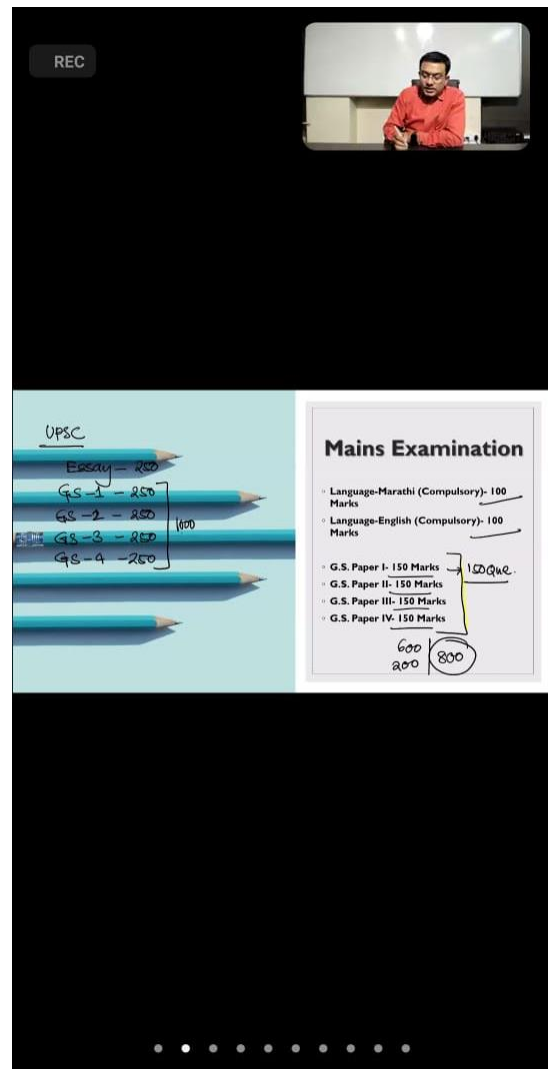 REC
UPSC
Essay - 250
GS-1 - 250
GS-2 - 250
GS-3 - 250
GS-4 - 250
1000
Mains Examination
Language-Marathi (Compulsory)- 100
Marks
Language-English (Compulsory)- 100
Marks
G.S. Paper I- 150 Marks → 150 Que.
G.S. Paper II- 150 Marks
G.S. Paper III- 150 Marks
G.S. Paper IV- 150 Marks
600
200
800